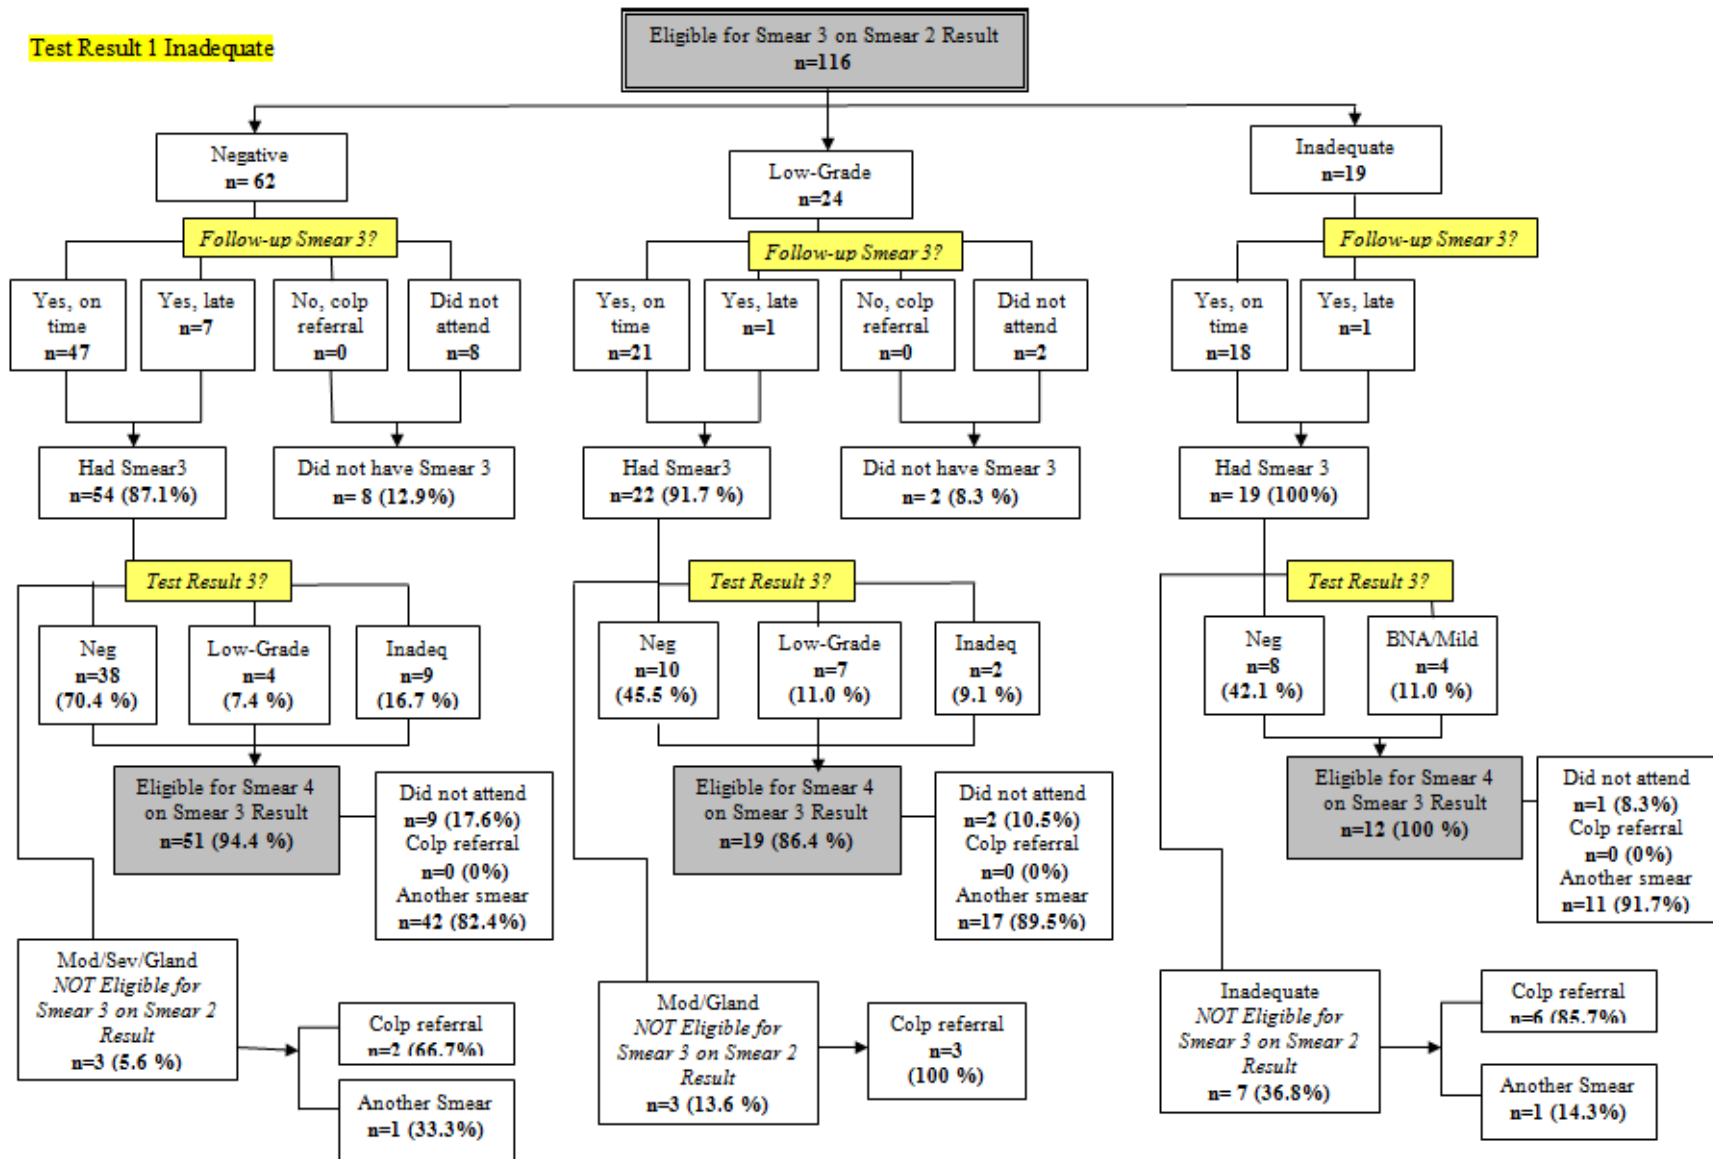 Test Result 1 Inadequate
Eligible for Smear 3 on Smear 2 Result
n=116
Negative
n= 62
Low-Grade
n=24
Inadequate
n=19
Follow-up Smear 3?
Yes, on
time
n=47
Yes, late
n=7
No, colp
referral
n=0
Did not
attend
n=8
Follow-up Smear 3?
Yes, on
time
n=21
Yes, late
n=1
No, colp
referral
n=0
Did not
attend
n=2
Follow-up Smear 3?
Yes, on
time
n=18
Yes, late
n=1
Had Smear3
n=54 (87.1%)
Did not have Smear 3
n= 8 (12.9%)
Had Smear3
n=22 (91.7 %)
Did not have Smear 3
n= 2 (8.3 %)
Had Smear 3
n= 19 (100%)
Test Result 3?
Neg
n=38
(70.4 %)
Low-Grade
n=4
(7.4 %)
Inadeq
n=9
(16.7 %)
Test Result 3?
Neg
n=10
(45.5 %)
Low-Grade
n=7
(11.0 %)
Inadeq
n=2
(9.1 %)
Test Result 3?
Neg
n=8
(42.1 %)
BNA/Mild
n=4
(11.0 %)
Eligible for Smear 4
on Smear 3 Result
n=51 (94.4 %)
Did not attend
n=9 (17.6%)
Colp referral
n=0 (0%)
Another smear
n=42 (82.4%)
Eligible for Smear 4
on Smear 3 Result
n=19 (86.4 %)
Did not attend
n=2 (10.5%)
Colp referral
n=0 (0%)
Another smear
n=17 (89.5%)
Eligible for Smear 4
on Smear 3 Result
n=12 (100 %)
Did not attend
n=1 (8.3%)
Colp referral
n=0 (0%)
Another smear
n=11 (91.7%)
Mod/Sev/Gland
NOT Eligible for
Smear 3 on Smear 2
Result
n=3 (5.6 %)
Colp referral
n=2 (66.7%)
Another Smear
n=1 (33.3%)
Mod/Gland
NOT Eligible for
Smear 3 on Smear 2
Result
n=3 (13.6 %)
Colp referral
n=3
(100 %)
Inadequate
NOT Eligible for
Smear 3 on Smear 2
Result
n= 7 (36.8%)
Colp referral
n=6 (85.7%)
Another Smear
n=1 (14.3%)